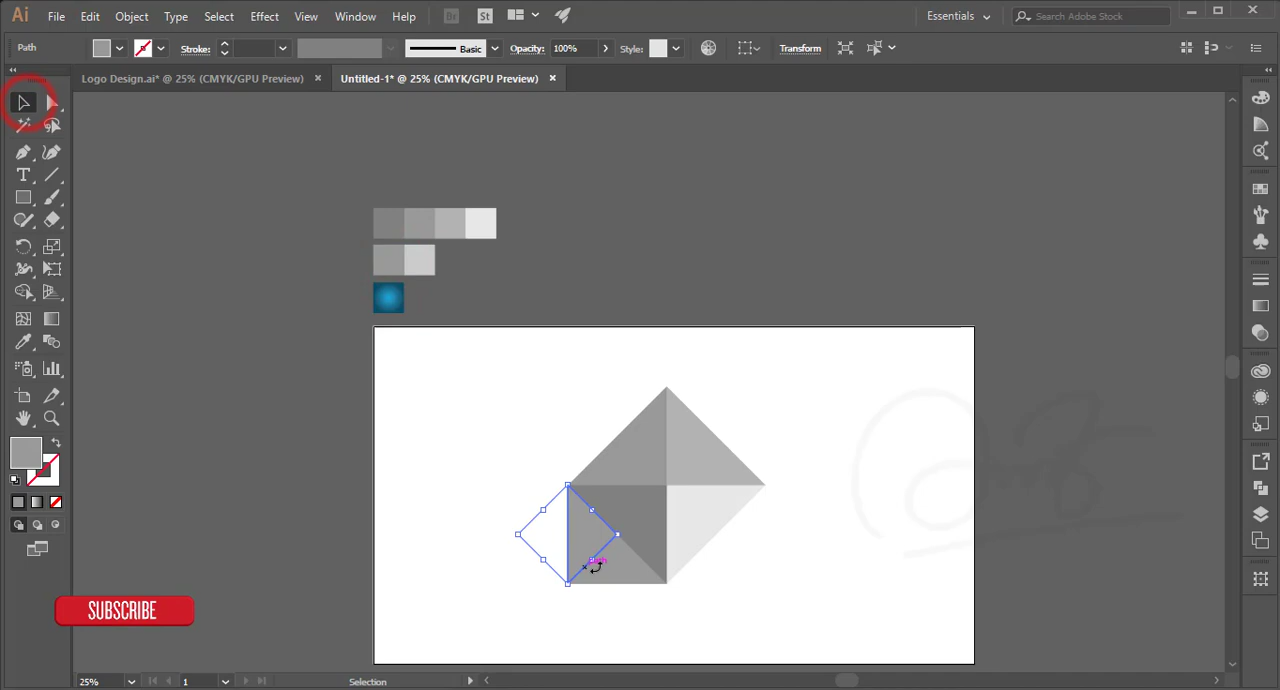 Ai File Edit Object Type Select Effect View Window Help Br St Essentials Search Adobe Stock
Path Stroke: Basic Opacity: 100% Style: Transform
Logo Design.ai* @ 25% (CMYK/GPU Preview) Untitled-1* @ 25% (CMYK/GPU Preview)
T
path
SUBSCRIBE
25% 1 Selection